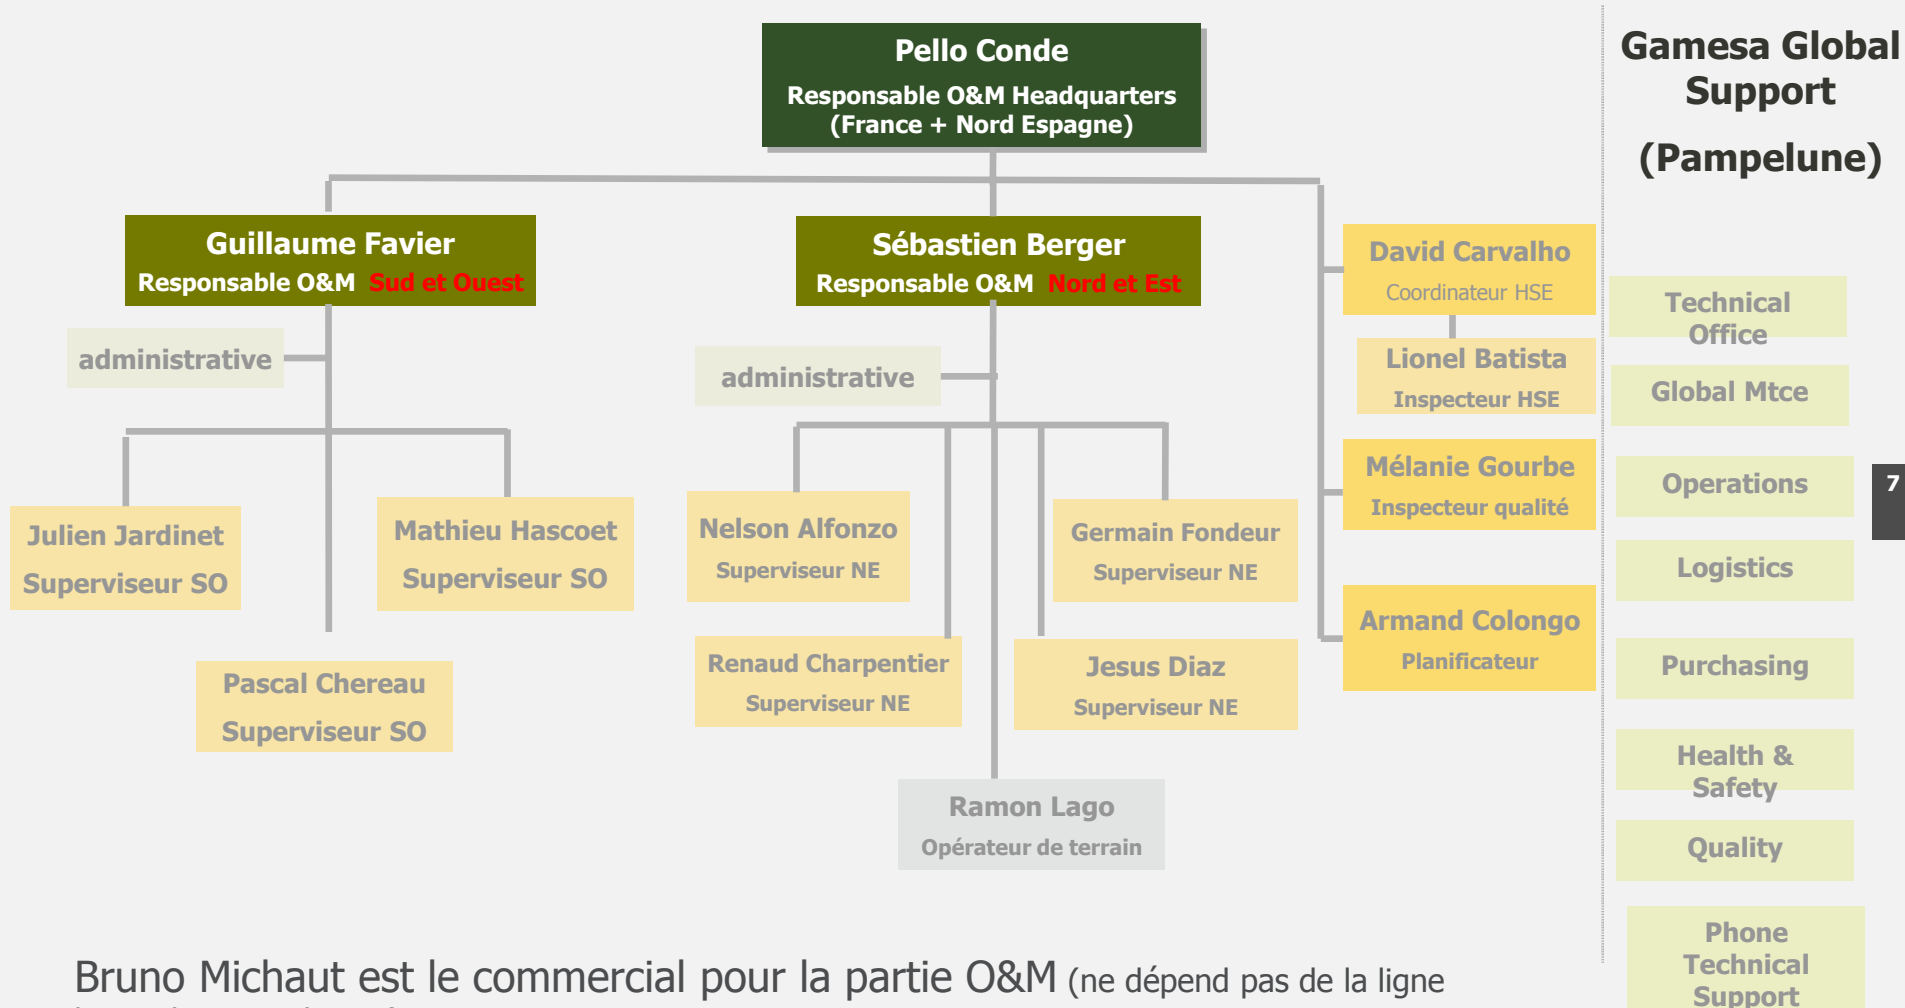 Pello Conde
Responsable O&M Headquarters
(France + Nord Espagne)
Guillaume Favier
Responsable O&M Sud et Ouest
Sébastien Berger
Responsable O&M Nord et Est
David Carvalho
Coordinateur HSE
Lionel Batista
Inspecteur HSE
Mélanie Gourbe
Inspecteur qualité
Armand Colongo
Planificateur
administrative
administrative
Julien Jardinet
Superviseur SO
Mathieu Hascoet
Superviseur SO
Pascal Chereau
Superviseur SO
Nelson Alfonzo
Superviseur NE
Germain Fondeur
Superviseur NE
Renaud Charpentier
Superviseur NE
Jesus Diaz
Superviseur NE
Ramon Lago
Opérateur de terrain
Bruno Michaut est le commercial pour la partie O&M (ne dépend pas de la ligne
Gamesa Global
Support
(Pampelune)
Technical
Office
Global Mtce
Operations
Logistics
Purchasing
Health &
Safety
Quality
Phone
Technical
Support
7